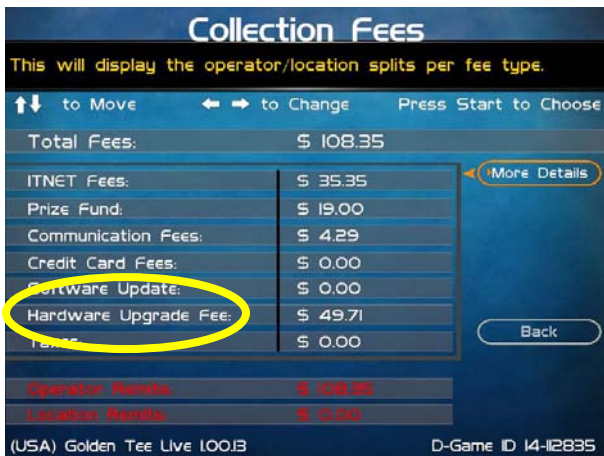 Collection Fees
This will display the operator/location splits per fee type.
to Move to Change Press Start to Choose
Total Fees: $ 108.35
More Details
ITNET Fees: $ 35.35
Prize Fund: $ 19.00
Communication Fees: $ 4.29
Credit Card Fees: $ 0.00
Software Update: $ 0.00
Hardware Upgrade Fee: $ 49.71
Back
Taxes: $ 0.00
Operator Remits: $ 108.35
Location Remits: $ 0.00
(USA) Golden Tee Live 1.00.13 D-Game ID 14-112835